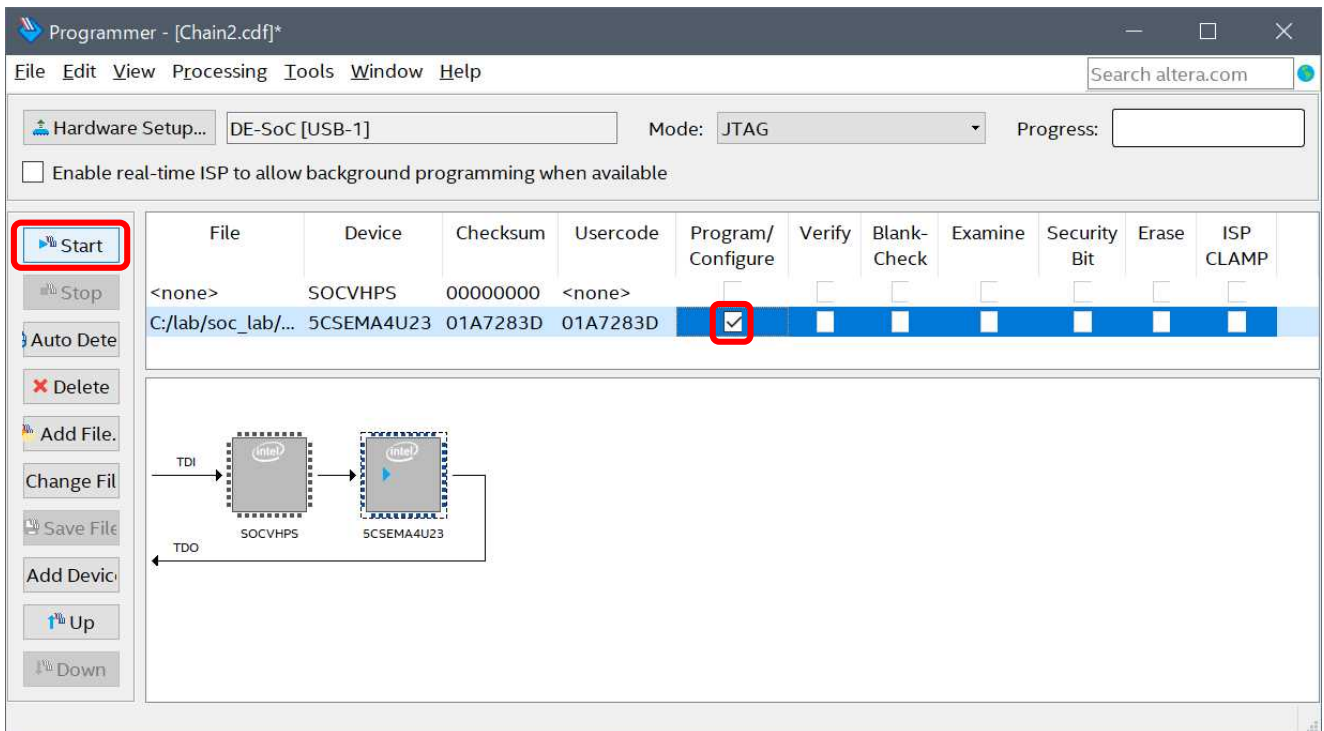 Programmer - [Chain2.cdf]*
File Edit View Processing Tools Window Help
Search altera.com
Hardware Setup... DE-SoC [USB-1] Mode: JTAG Progress:
Enable real-time ISP to allow background programming when available
Start
Stop
Auto Dete
Delete
Add File.
Change Fil
Save File
Add Devic
Up
Down
File Device Checksum Usercode Program/ Configure Verify Blank- Check Examine Security Bit Erase ISP CLAMP
<none> SOCVHPS 00000000 <none>
C:/lab/soc_lab/... 5CSEMA4U23 01A7283D 01A7283D
TDI
intel
intel
SOCVHPS
5CSEMA4U23
TDO